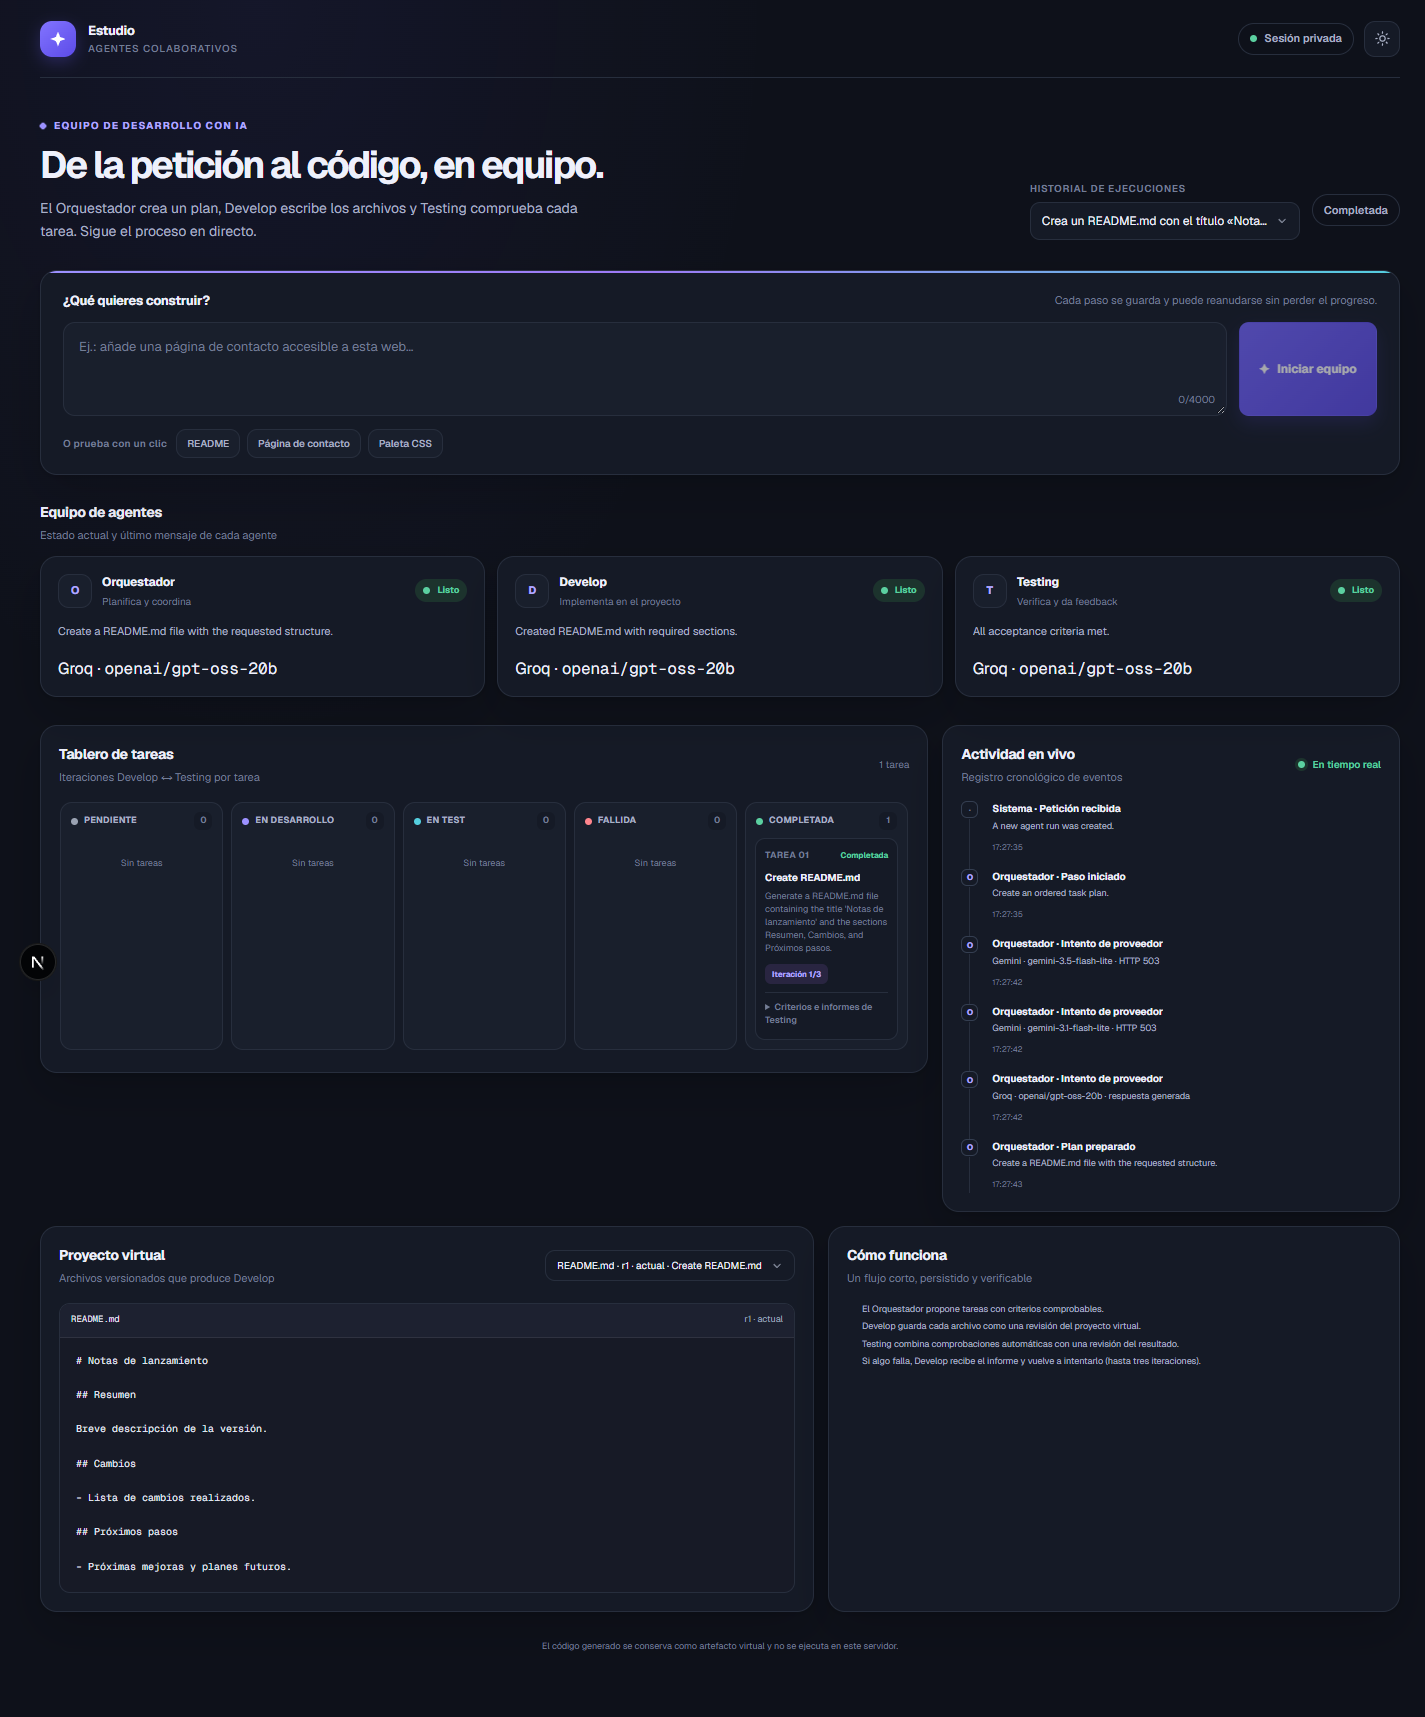 Estudio
AGENTES COLABORATIVOS
Sesión privada
EQUIPO DE DESARROLLO CON IA
De la petición al código, en equipo.
El Orquestador crea un plan, Develop escribe los archivos y Testing comprueba cada
tarea. Sigue el proceso en directo.
HISTORIAL DE EJECUCIONES
Crea un README.md con el título «Nota...
Completada
¿Qué quieres construir?
Cada paso se guarda y puede reanudarse sin perder el progreso.
Ej.: añade una página de contacto accesible a esta web...
0/4000
Iniciar equipo
O prueba con un clic
README
Página de contacto
Paleta CSS
Equipo de agentes
Estado actual y último mensaje de cada agente
O
Orquestador
Planifica y coordina
Listo
Create a README.md file with the requested structure.
Groq · openai/gpt-oss-20b
D
Develop
Implementa en el proyecto
Listo
Created README.md with required sections.
Groq · openai/gpt-oss-20b
T
Testing
Verifica y da feedback
Listo
All acceptance criteria met.
Groq · openai/gpt-oss-20b
Tablero de tareas
Iteraciones Develop ↔ Testing por tarea
1 tarea
PENDIENTE 0
Sin tareas
EN DESARROLLO 0
Sin tareas
EN TEST 0
Sin tareas
FALLIDA 0
Sin tareas
COMPLETADA 1
TAREA 01 Completada
Create README.md
Generate a README.md file
containing the title 'Notas de
lanzamiento' and the sections
Resumen, Cambios, and
Próximos pasos.
Iteración 1/3
Criterios e informes de
Testing
N
Actividad en vivo
Registro cronológico de eventos
En tiempo real
·
Sistema · Petición recibida
A new agent run was created.
17:27:35
O
Orquestador · Paso iniciado
Create an ordered task plan.
17:27:35
O
Orquestador · Intento de proveedor
Gemini · gemini-3.5-flash-lite · HTTP 503
17:27:42
O
Orquestador · Intento de proveedor
Gemini · gemini-3.1-flash-lite · HTTP 503
17:27:42
O
Orquestador · Intento de proveedor
Groq · openai/gpt-oss-20b · respuesta generada
17:27:42
O
Orquestador · Plan preparado
Create a README.md file with the requested structure.
17:27:43
Proyecto virtual
Archivos versionados que produce Develop
README.md · r1 · actual · Create README.md
README.md
r1 · actual
# Notas de lanzamiento
## Resumen
Breve descripción de la versión.
## Cambios
- Lista de cambios realizados.
## Próximos pasos
- Próximas mejoras y planes futuros.
Cómo funciona
Un flujo corto, persistido y verificable
El Orquestador propone tareas con criterios comprobables.
Develop guarda cada archivo como una revisión del proyecto virtual.
Testing combina comprobaciones automáticas con una revisión del resultado.
Si algo falla, Develop recibe el informe y vuelve a intentarlo (hasta tres iteraciones).
El código generado se conserva como artefacto virtual y no se ejecuta en este servidor.